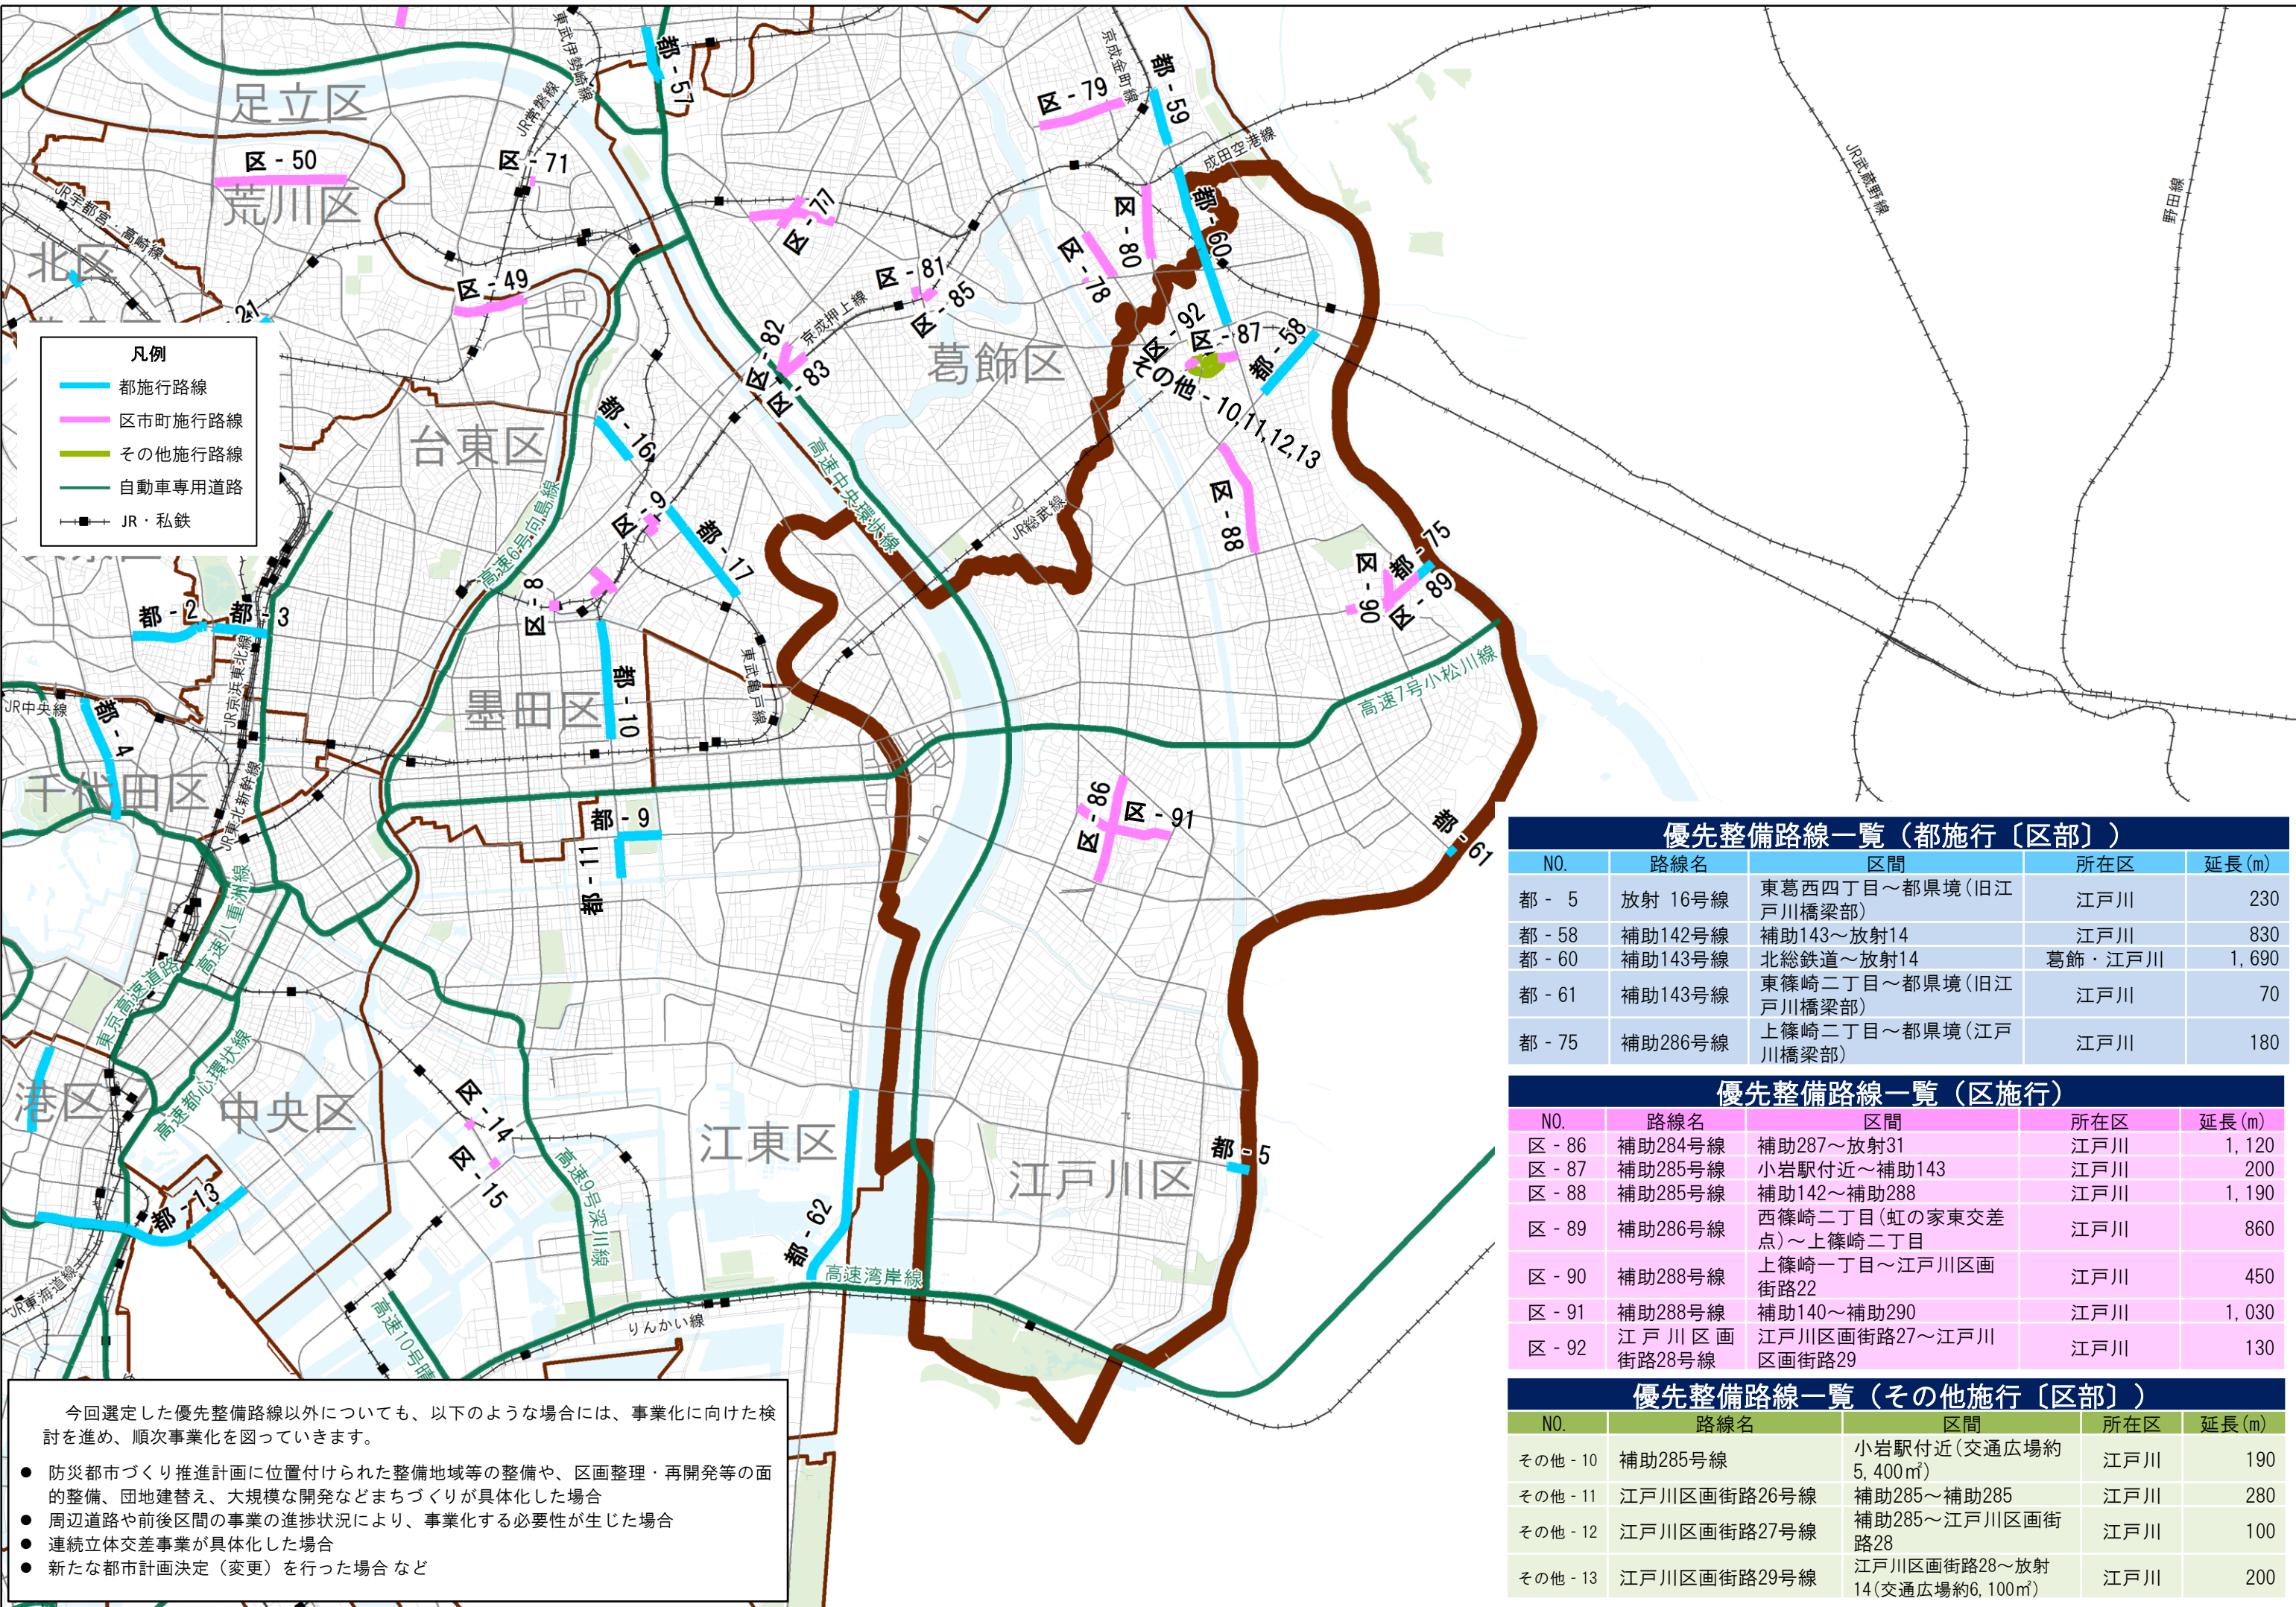 足立区
荒川区
北区
台東区
葛飾区
墨田区
千代田区
港区
中央区
江東区
江戸川区
東武伊勢崎線
都 - 57
京成金町線
都 - 59
区 - 79
JR常磐線
区 - 50
区 - 71
成田空港線
JR武蔵野線
野田線
JR宇都宮・高崎線
区 - 77
区 - 80
都 - 60
区 - 78
区 - 49
区 - 81
区 - 85
京成押上線
区 - 82
区 - 83
区 - 92
区 - 87
都 - 58
その他 - 10,11,12,13
21
凡例
都施行路線
区市町施行路線
その他施行路線
自動車専用道路
JR・私鉄
都 - 16
高速中央環状線
高速6号向島線
区 - 9
都 - 17
JR総武線
区 - 88
区 - 90
都 - 75
区 - 89
区 - 8
都 - 2
都 - 3
JR京浜東北線
都 - 10
東武亀戸線
高速7号小松川線
JR中央線
都 - 4
JR東北新幹線
都 - 9
都 - 11
区 - 86
区 - 91
都 - 61
高速八重洲線
東京高速道路
高速都心環状線
区 - 14
区 - 15
高速9号深川線
都 - 5
都 - 13
都 - 62
高速湾岸線
りんかい線
JR東海道線
高速10号晴
今回選定した優先整備路線以外についても、以下のような場合には、事業化に向けた検
討を進め、順次事業化を図っていきます。
● 防災都市づくり推進計画に位置付けられた整備地域等の整備や、区画整理・再開発等の面
的整備、団地建替え、大規模な開発などまちづくりが具体化した場合
● 周辺道路や前後区間の事業の進捗状況により、事業化する必要性が生じた場合
● 連続立体交差事業が具体化した場合
● 新たな都市計画決定（変更）を行った場合 など
優先整備路線一覧（都施行〔区部〕）
NO. 路線名 区間 所在区 延長(m)
都 - 5 放射 16号線 東葛西四丁目～都県境(旧江
戸川橋梁部) 江戸川 230
都 - 58 補助142号線 補助143～放射14 江戸川 830
都 - 60 補助143号線 北総鉄道～放射14 葛飾・江戸川 1,690
都 - 61 補助143号線 東篠崎二丁目～都県境(旧江
戸川橋梁部) 江戸川 70
都 - 75 補助286号線 上篠崎二丁目～都県境(江戸
川橋梁部) 江戸川 180
優先整備路線一覧（区施行）
NO. 路線名 区間 所在区 延長(m)
区 - 86 補助284号線 補助287～放射31 江戸川 1,120
区 - 87 補助285号線 小岩駅付近～補助143 江戸川 200
区 - 88 補助285号線 補助142～補助288 江戸川 1,190
区 - 89 補助286号線 西篠崎二丁目(虹の家東交差
点)～上篠崎二丁目 江戸川 860
区 - 90 補助288号線 上篠崎一丁目～江戸川区画
街路22 江戸川 450
区 - 91 補助288号線 補助140～補助290 江戸川 1,030
区 - 92 江戸川区画
街路28号線 江戸川区画街路27～江戸川
区画街路29 江戸川 130
優先整備路線一覧（その他施行〔区部〕）
NO. 路線名 区間 所在区 延長(m)
その他 - 10 補助285号線 小岩駅付近(交通広場約
5,400㎡) 江戸川 190
その他 - 11 江戸川区画街路26号線 補助285～補助285 江戸川 280
その他 - 12 江戸川区画街路27号線 補助285～江戸川区画街
路28 江戸川 100
その他 - 13 江戸川区画街路29号線 江戸川区画街路28～放射
14(交通広場約6,100㎡) 江戸川 200